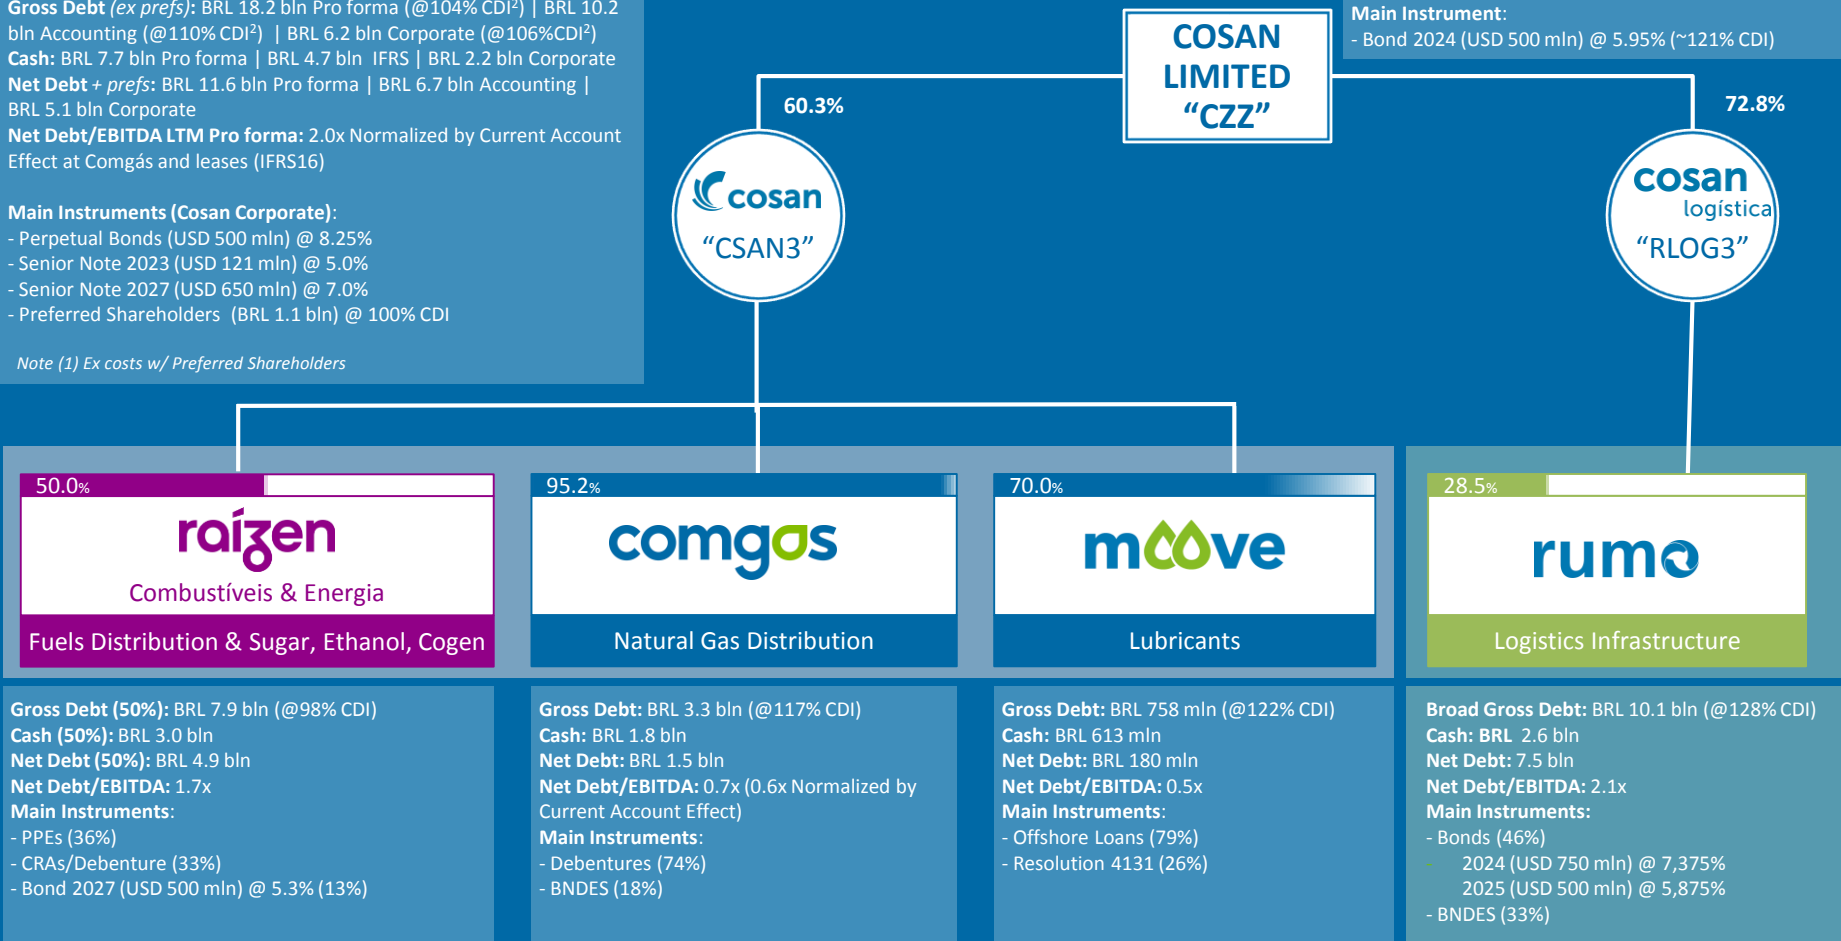 Gross Debt (ex prefs): BRL 18.2 bln Pro forma (@104% CDI²) | BRL 10.2
bln Accounting (@110% CDI²) | BRL 6.2 bln Corporate (@106%CDI²)
Cash: BRL 7.7 bln Pro forma | BRL 4.7 bln IFRS | BRL 2.2 bln Corporate
Net Debt + prefs: BRL 11.6 bln Pro forma | BRL 6.7 bln Accounting |
BRL 5.1 bln Corporate
Net Debt/EBITDA LTM Pro forma: 2.0x Normalized by Current Account
Effect at Comgás and leases (IFRS16)
Main Instruments (Cosan Corporate):
- Perpetual Bonds (USD 500 mln) @ 8.25%
- Senior Note 2023 (USD 121 mln) @ 5.0%
- Senior Note 2027 (USD 650 mln) @ 7.0%
- Preferred Shareholders (BRL 1.1 bln) @ 100% CDI
Note (1) Ex costs w/ Preferred Shareholders
COSAN
LIMITED
“CZZ”
Main Instrument:
- Bond 2024 (USD 500 mln) @ 5.95% (~121% CDI)
60.3%
72.8%
cosan
“CSAN3”
cosan
logística
“RLOG3”
50.0%
raízen
Combustíveis & Energia
Fuels Distribution & Sugar, Ethanol, Cogen
95.2%
comgas
Natural Gas Distribution
70.0%
moove
Lubricants
28.5%
rumo
Logistics Infrastructure
Gross Debt (50%): BRL 7.9 bln (@98% CDI)
Cash (50%): BRL 3.0 bln
Net Debt (50%): BRL 4.9 bln
Net Debt/EBITDA: 1.7x
Main Instruments:
- PPEs (36%)
- CRAs/Debenture (33%)
- Bond 2027 (USD 500 mln) @ 5.3% (13%)
Gross Debt: BRL 3.3 bln (@117% CDI)
Cash: BRL 1.8 bln
Net Debt: BRL 1.5 bln
Net Debt/EBITDA: 0.7x (0.6x Normalized by
Current Account Effect)
Main Instruments:
- Debentures (74%)
- BNDES (18%)
Gross Debt: BRL 758 mln (@122% CDI)
Cash: BRL 613 mln
Net Debt: BRL 180 mln
Net Debt/EBITDA: 0.5x
Main Instruments:
- Offshore Loans (79%)
- Resolution 4131 (26%)
Broad Gross Debt: BRL 10.1 bln (@128% CDI)
Cash: BRL 2.6 bln
Net Debt: 7.5 bln
Net Debt/EBITDA: 2.1x
Main Instruments:
- Bonds (46%)
- 2024 (USD 750 mln) @ 7,375%
2025 (USD 500 mln) @ 5,875%
- BNDES (33%)